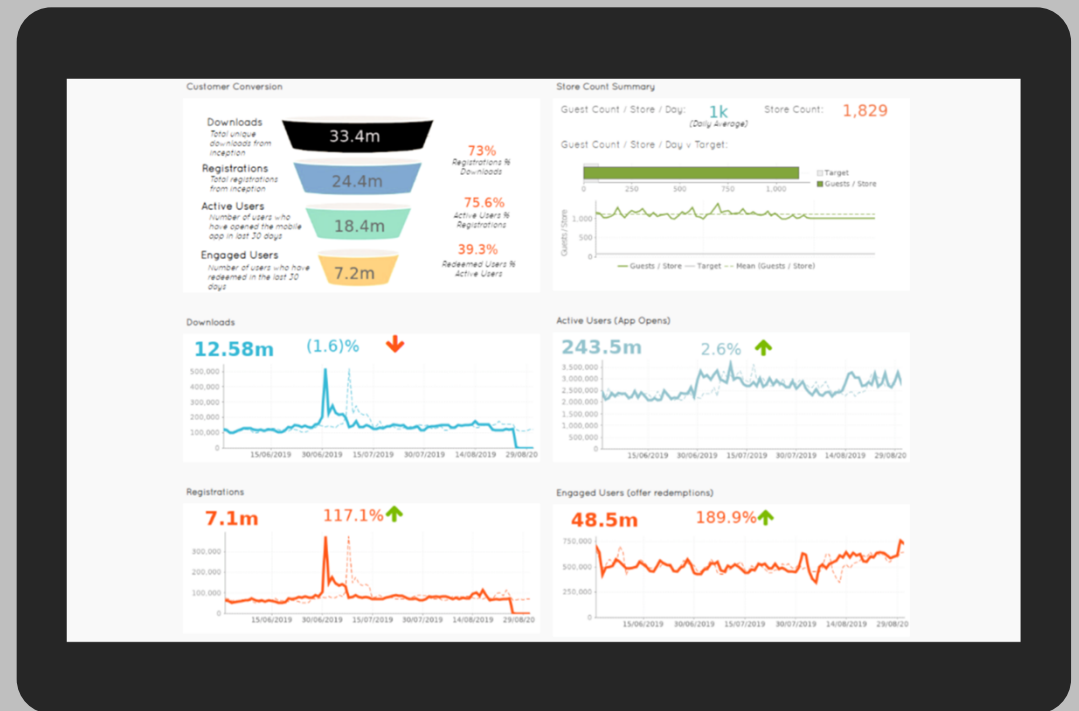 Customer Conversion
Downloads
Total unique
downloads from
inception
33.4m
73%
Registrations %
Downloads
Registrations
Total registrations
from inception
24.4m
75.6%
Active Users %
Registrations
Active Users
Number of users who
have opened the mobile
app in last 30 days
18.4m
39.3%
Redeemed Users %
Active Users
Engaged Users
Number of users who have
redeemed in the last 30
days
7.2m
Store Count Summary
Guest Count / Store / Day: 1k Store Count: 1,829
(Daily Average)
Guest Count / Store / Day v Target:
Target
Guests / Store
0 250 500 750 1,000
Guests / Store
1,000
500
0
Guests / Store Target Mean (Guests / Store)
Downloads
12.58m (1.6)%
500,000
400,000
300,000
200,000
100,000
0
15/06/2019 30/06/2019 15/07/2019 30/07/2019 14/08/2019 29/08/20
Active Users (App Opens)
243.5m 2.6%
3,500,000
3,000,000
2,500,000
2,000,000
1,500,000
1,000,000
500,000
0
15/06/2019 30/06/2019 15/07/2019 30/07/2019 14/08/2019 29/08/20
Registrations
7.1m 117.1%
300,000
200,000
100,000
0
15/06/2019 30/06/2019 15/07/2019 30/07/2019 14/08/2019 29/08/20
Engaged Users (offer redemptions)
48.5m 189.9%
750,000
500,000
250,000
0
15/06/2019 30/06/2019 15/07/2019 30/07/2019 14/08/2019 29/08/20